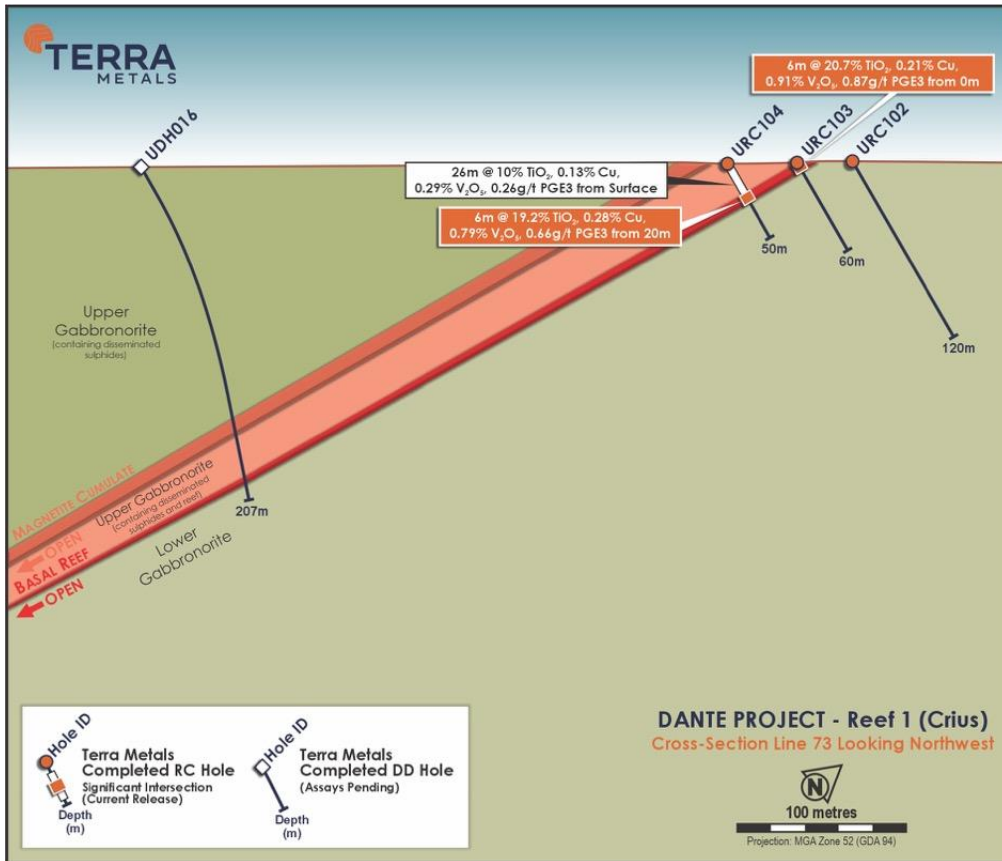 TERRA
METALS
6m @ 20.7% TiO₂, 0.21% Cu,
0.91% V₂O₅, 0.87g/t PGE3 from 0m
UDH016
URC104
URC103
URC102
26m @ 10% TiO₂, 0.13% Cu,
0.29% V₂O₅, 0.26g/t PGE3 from Surface
6m @ 19.2% TiO₂, 0.28% Cu,
0.79% V₂O₅, 0.66g/t PGE3 from 20m
50m
60m
120m
Upper
Gabbronorite
(containing disseminated
sulphides)
207m
MAGNETITE CUMULATE
OPEN
Upper Gabbronorite
(containing disseminated
sulphides and reef)
BASAL REEF
OPEN
Lower
Gabbronorite
Hole ID
Terra Metals
Completed RC Hole
Significant Intersection
(Current Release)
Depth
(m)
Hole ID
Terra Metals
Completed DD Hole
(Assays Pending)
Depth
(m)
DANTE PROJECT - Reef 1 (Crius)
Cross-Section Line 73 Looking Northwest
N
100 metres
Projection: MGA Zone 52 (GDA 94)